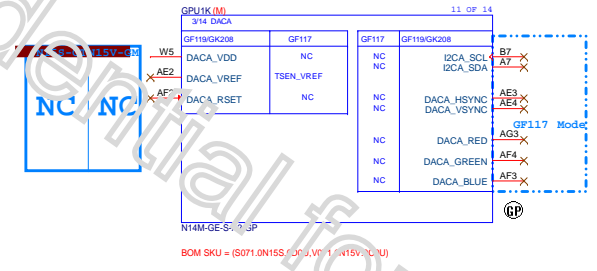 GPU1K (M)
11 OF 14
3/14 DACA
GF119/GK208
GF117
GF117
GF119/GK208
W5
DACA_VDD
NC
NC
I2CA_SCL
B7
NC
I2CA_SDA
A7
AE2
DACA_VREF
TSEN_VREF
DACA_RSET
NC
NC
DACA_HSYNC
AE3
NC
DACA_VSYNC
AE4
NC NC
GF117 Mode
NC
DACA_RED
AG3
NC
DACA_GREEN
AF4
NC
DACA_BLUE
AF3
GP
BOM SKU =